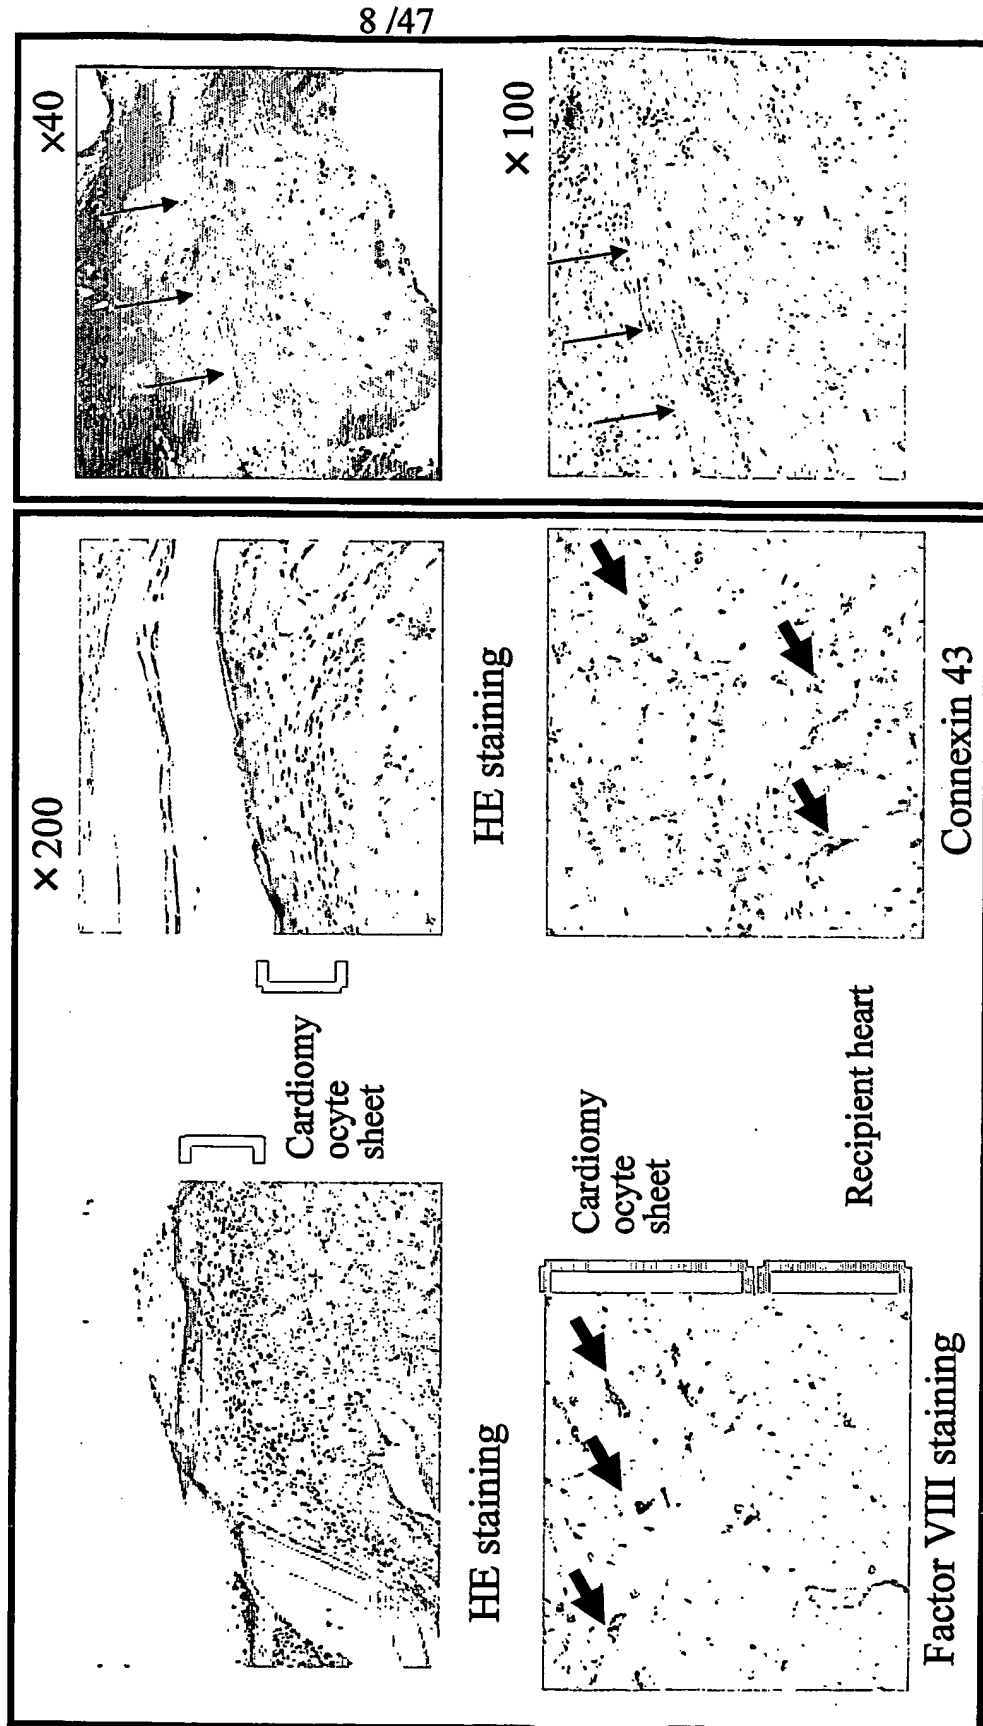 8 /47
×200
HE staining
Cardiomy
ocyte
sheet
HE staining
Factor VIII staining
Cardiomy
ocyte
sheet
Recipient heart
Connexin 43
×40
×100